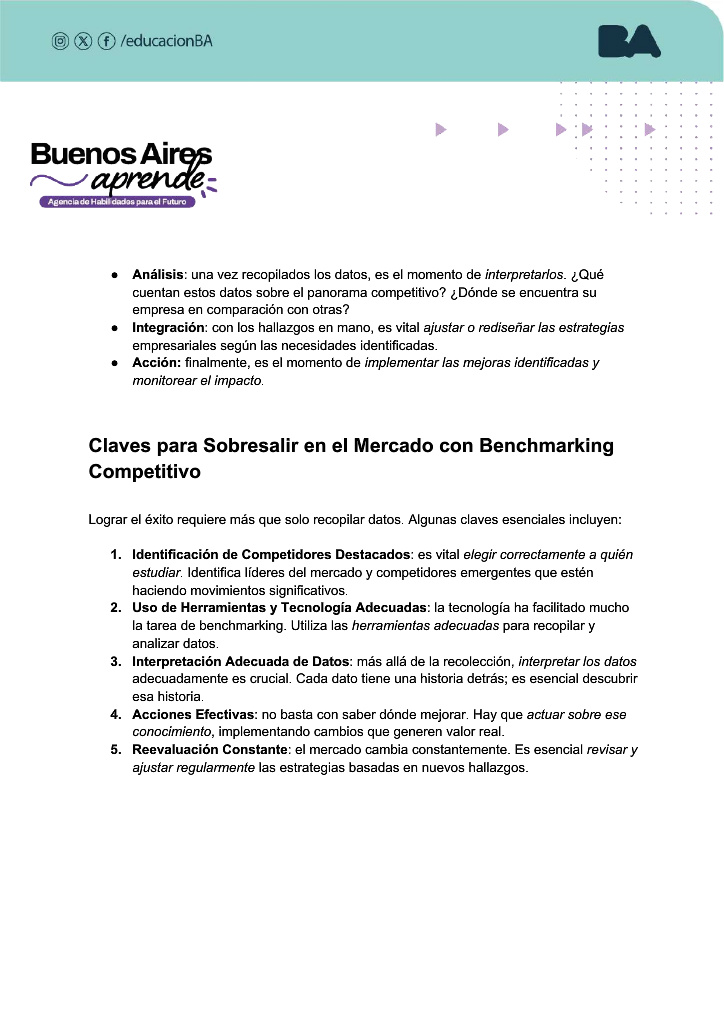 /educacionBA
BA
Buenos Aires
aprende
Agencia de Habilidades para el Futuro
● Análisis: una vez recopilados los datos, es el momento de interpretarlos. ¿Qué
cuentan estos datos sobre el panorama competitivo? ¿Dónde se encuentra su
empresa en comparación con otras?
● Integración: con los hallazgos en mano, es vital ajustar o rediseñar las estrategias
empresariales según las necesidades identificadas.
● Acción: finalmente, es el momento de implementar las mejoras identificadas y
monitorear el impacto.
Claves para Sobresalir en el Mercado con Benchmarking
Competitivo
Lograr el éxito requiere más que solo recopilar datos. Algunas claves esenciales incluyen:
1. Identificación de Competidores Destacados: es vital elegir correctamente a quién
estudiar. Identifica líderes del mercado y competidores emergentes que estén
haciendo movimientos significativos.
2. Uso de Herramientas y Tecnología Adecuadas: la tecnología ha facilitado mucho
la tarea de benchmarking. Utiliza las herramientas adecuadas para recopilar y
analizar datos.
3. Interpretación Adecuada de Datos: más allá de la recolección, interpretar los datos
adecuadamente es crucial. Cada dato tiene una historia detrás; es esencial descubrir
esa historia.
4. Acciones Efectivas: no basta con saber dónde mejorar. Hay que actuar sobre ese
conocimiento, implementando cambios que generen valor real.
5. Reevaluación Constante: el mercado cambia constantemente. Es esencial revisar y
ajustar regularmente las estrategias basadas en nuevos hallazgos.